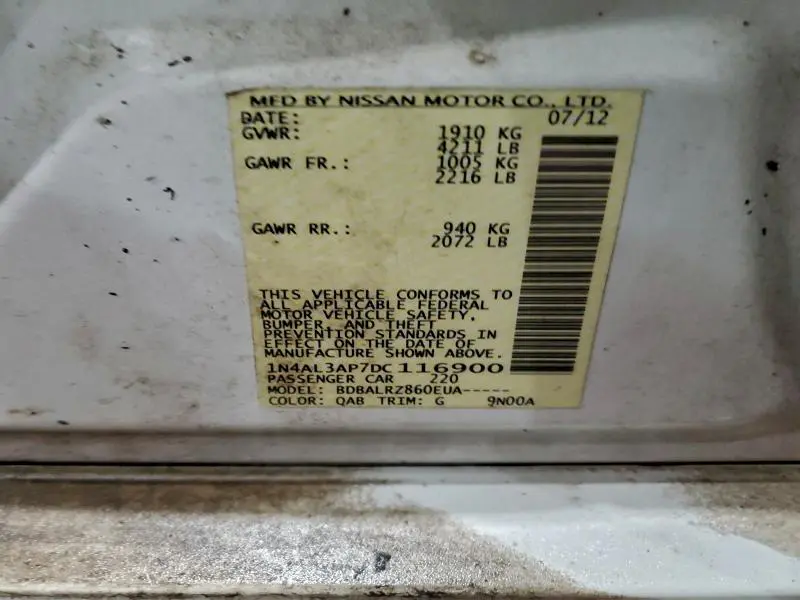 MFD BY NISSAN MOTOR CO., LTD.
DATE: 07/12
GVWR: 1910 KG
4211 LB
GAWR FR.: 1005 KG
2216 LB
GAWR RR.: 940 KG
2072 LB
THIS VEHICLE CONFORMS TO
ALL APPLICABLE FEDERAL
MOTOR VEHICLE SAFETY,
BUMPER, AND THEFT
PREVENTION STANDARDS IN
EFFECT ON THE DATE OF
MANUFACTURE SHOWN ABOVE.
1N4AL3AP7DC116900
PASSENGER CAR 220
MODEL: BDBALRZ860EUA-----
COLOR: QAB TRIM: G 9N00A